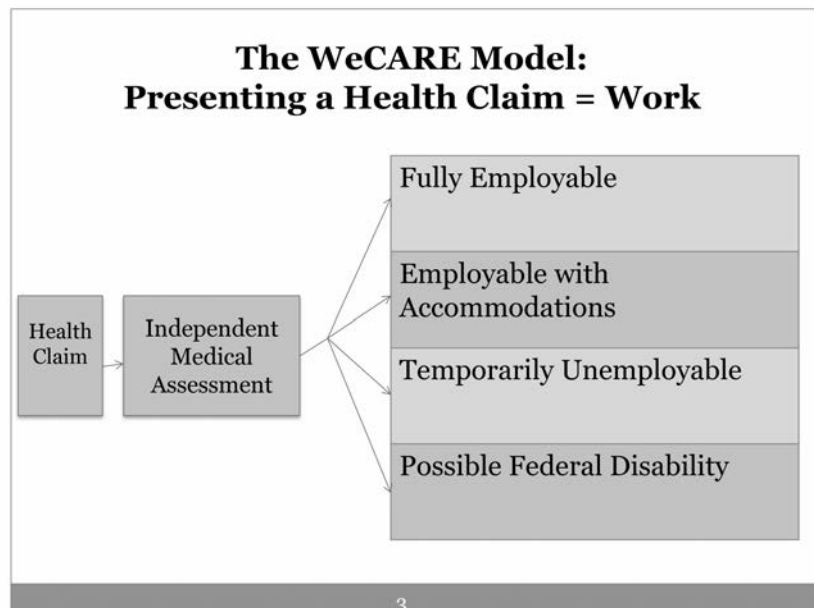 The WeCARE Model:
Presenting a Health Claim = Work
Health
Claim
Independent
Medical
Assessment
Fully Employable
Employable with
Accommodations
Temporarily Unemployable
Possible Federal Disability
3